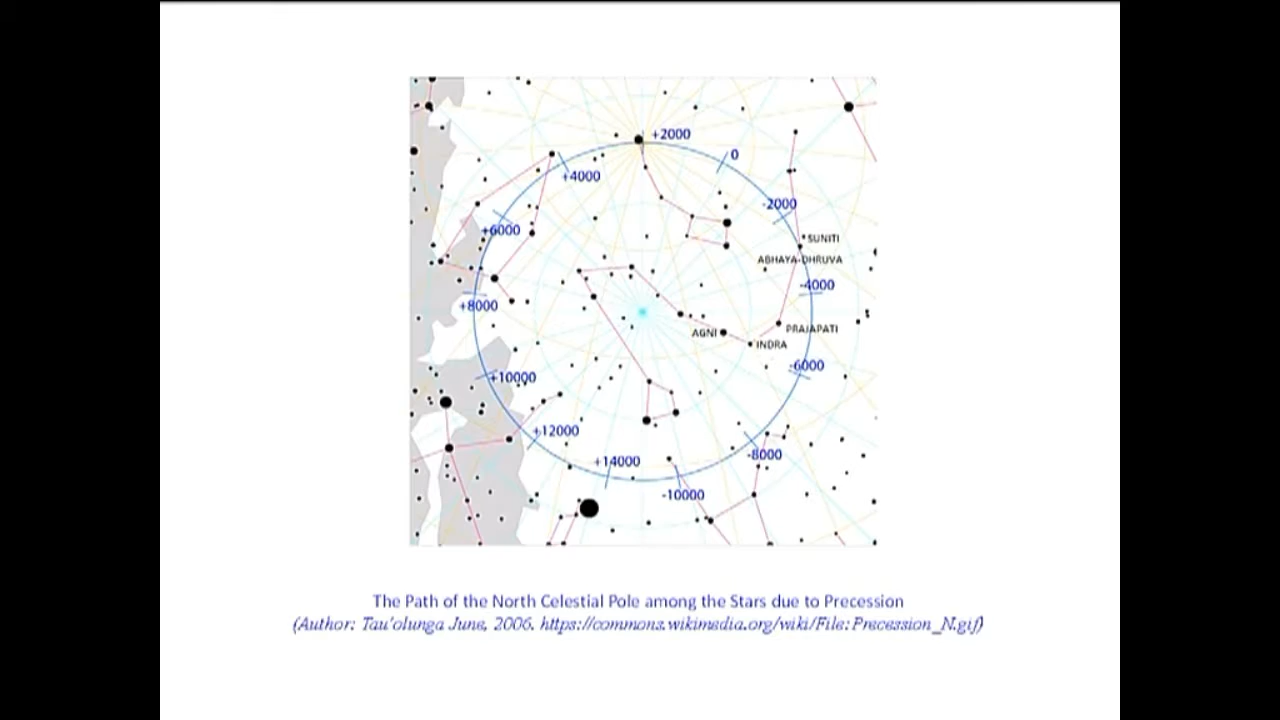 +2000
0
+4000
-2000
+6000
SUNITI
ABHAYA-DHRUVA
-4000
+8000
AGNI
PRAJAPATI
INDRA
-6000
+10000
+12000
-8000
+14000
-10000
The Path of the North Celestial Pole among the Stars due to Precession
(Author: Tau'olunga June, 2006. https://commons.wikimedia.org/wiki/File:Precession_N.gif)